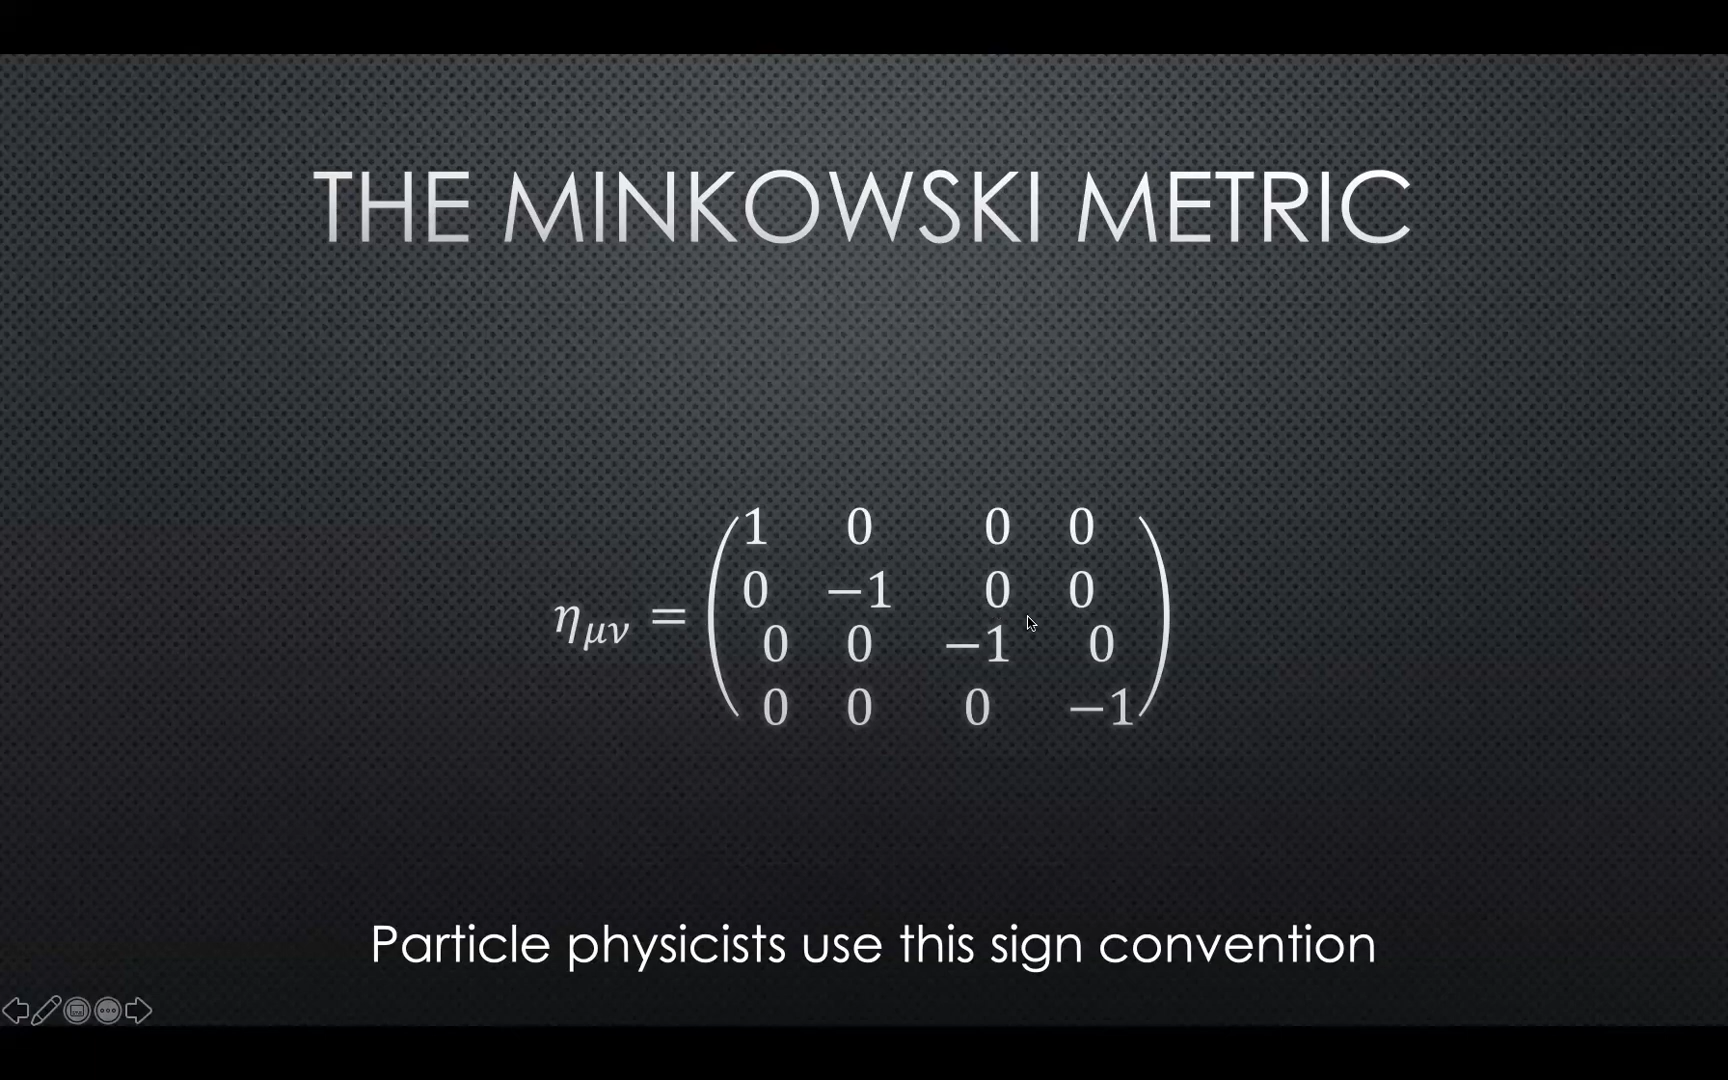 THE MINKOWSKI METRIC
1 0 0 0
0 −1 0 0
η_μν =
0 0 −1 0
0 0 0 −1
Particle physicists use this sign convention